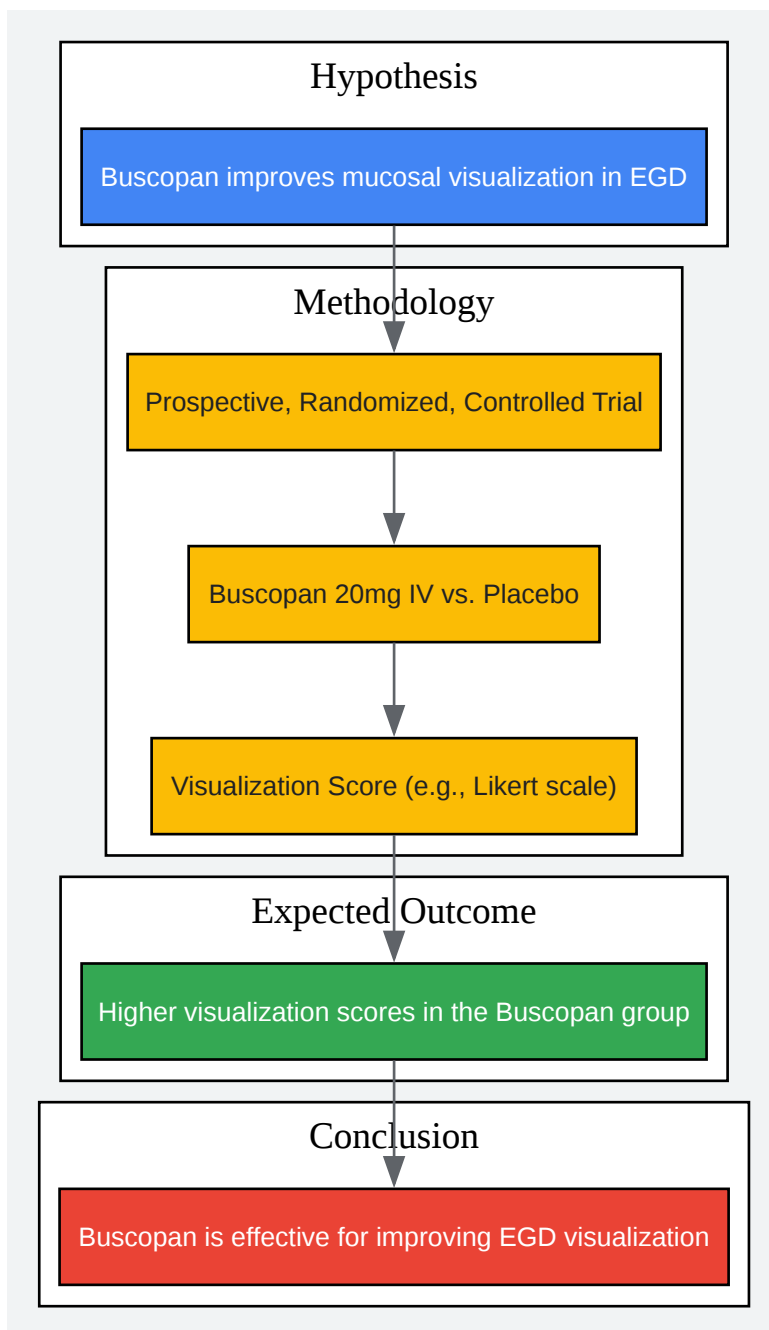 Hypothesis
Buscopan improves mucosal visualization in EGD
Methodology
Prospective, Randomized, Controlled Trial
Buscopan 20mg IV vs. Placebo
Visualization Score (e.g., Likert scale)
Expected Outcome
Higher visualization scores in the Buscopan group
Conclusion
Buscopan is effective for improving EGD visualization